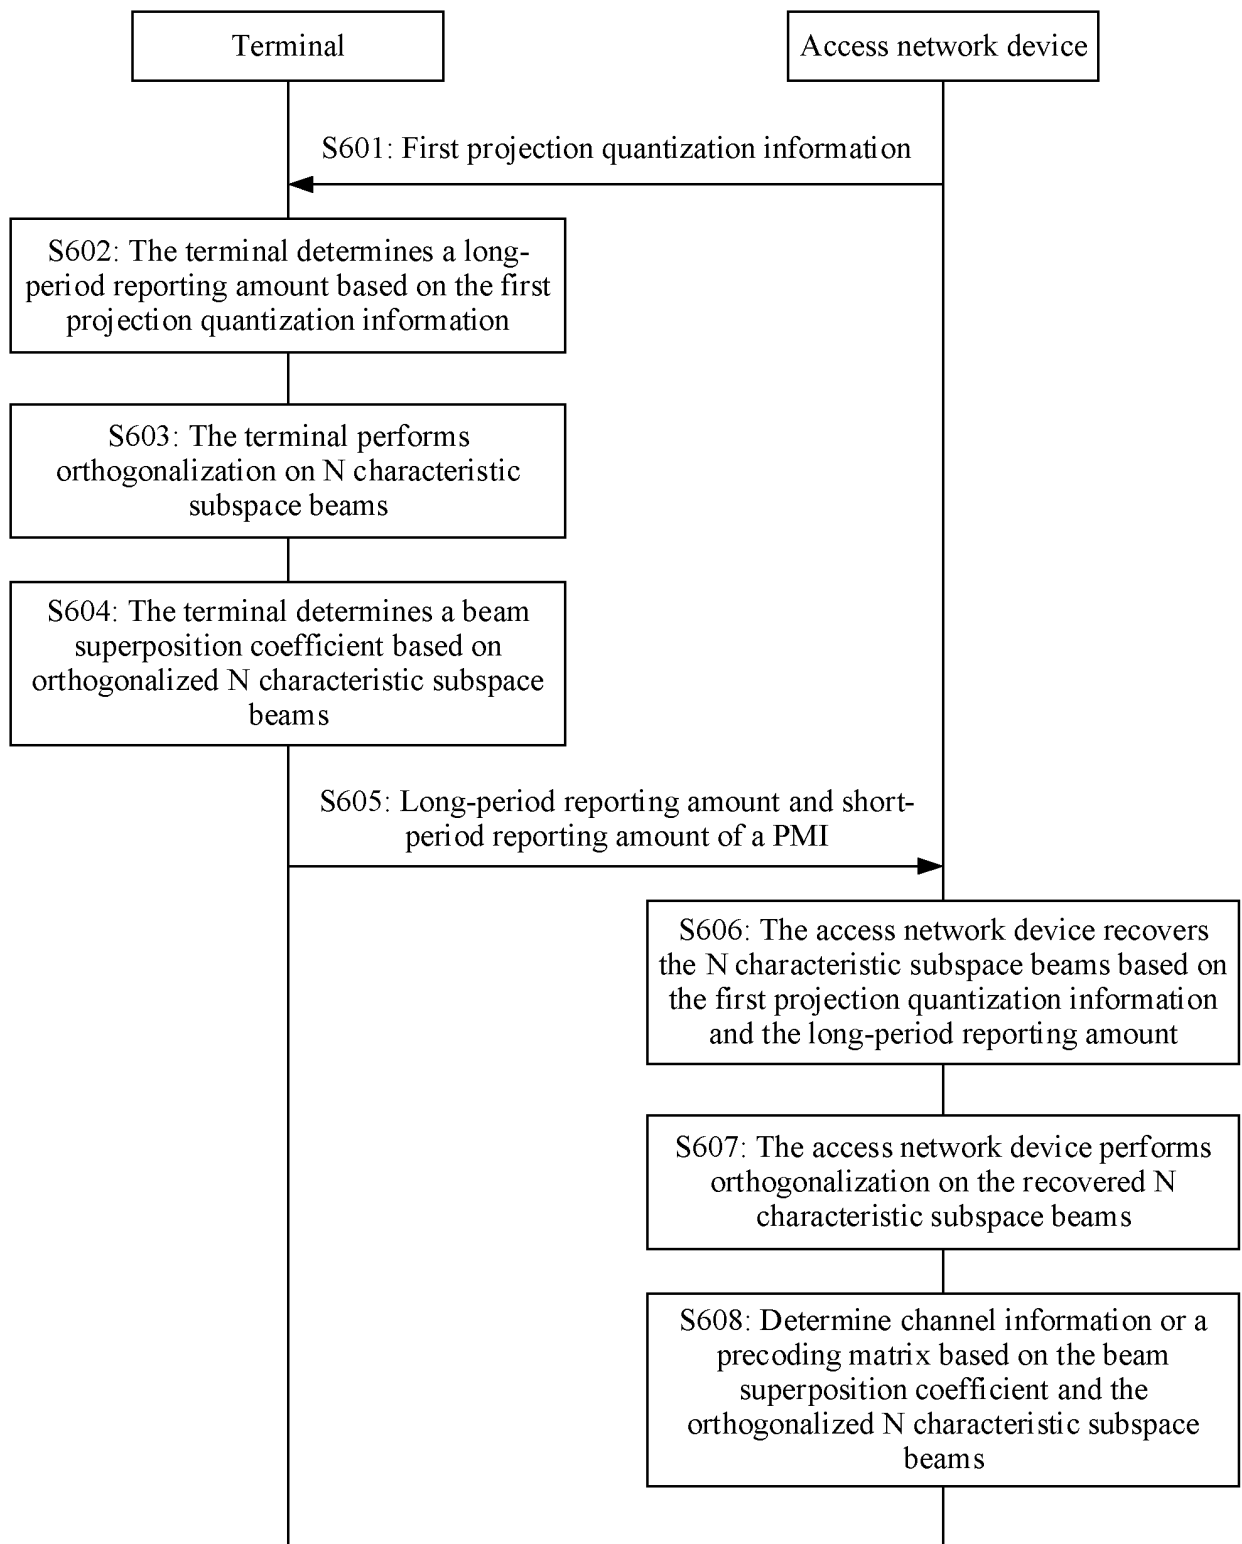 Terminal
Access network device
S601: First projection quantization information
S602: The terminal determines a long-
period reporting amount based on the first
projection quantization information
S603: The terminal performs
orthogonalization on N characteristic
subspace beams
S604: The terminal determines a beam
superposition coefficient based on
orthogonalized N characteristic subspace
beams
S605: Long-period reporting amount and short-
period reporting amount of a PMI
S606: The access network device recovers
the N characteristic subspace beams based on
the first projection quantization information
and the long-period reporting amount
S607: The access network device performs
orthogonalization on the recovered N
characteristic subspace beams
S608: Determine channel information or a
precoding matrix based on the beam
superposition coefficient and the
orthogonalized N characteristic subspace
beams